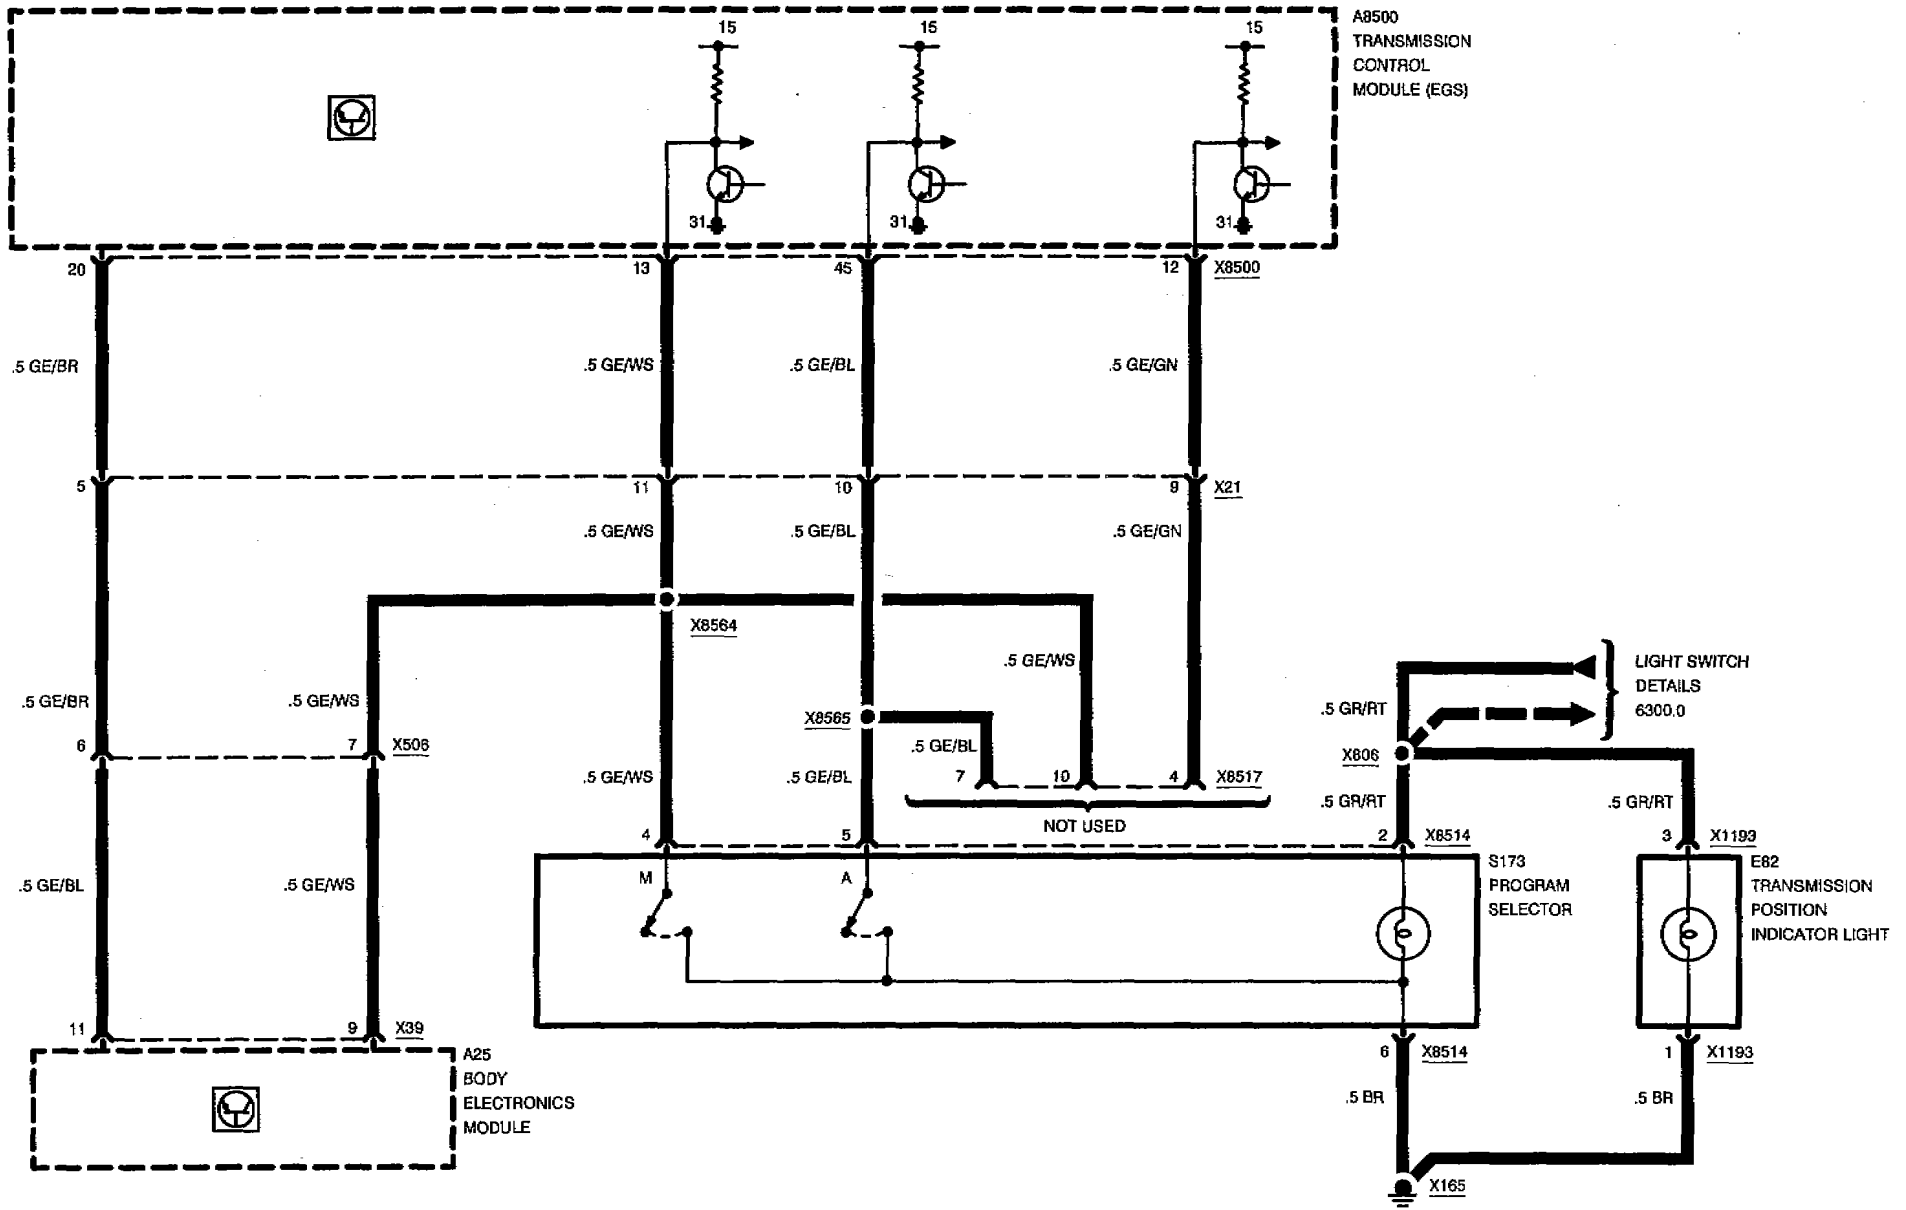 15
15
15
A8500
TRANSMISSION
CONTROL
MODULE (EGS)
31
31
31
20
13
45
12
X8500
.5 GE/BR
.5 GE/WS
.5 GE/BL
.5 GE/GN
5
11
10
9
X21
.5 GE/WS
.5 GE/BL
.5 GE/GN
X8564
.5 GE/WS
LIGHT SWITCH
DETAILS
6300.0
.5 GE/BR
.5 GE/WS
X8565
.5 GR/RT
6
7
X506
.5 GE/BL
X606
.5 GE/WS
.5 GE/BL
7
10
4
X8517
.5 GR/RT
.5 GR/RT
NOT USED
4
5
2
X8514
3
X1193
M
A
S173
PROGRAM
SELECTOR
E82
TRANSMISSION
POSITION
INDICATOR LIGHT
.5 GE/BL
.5 GE/WS
11
9
X39
6
X8514
1
X1193
A25
BODY
ELECTRONICS
MODULE
.5 BR
.5 BR
X165